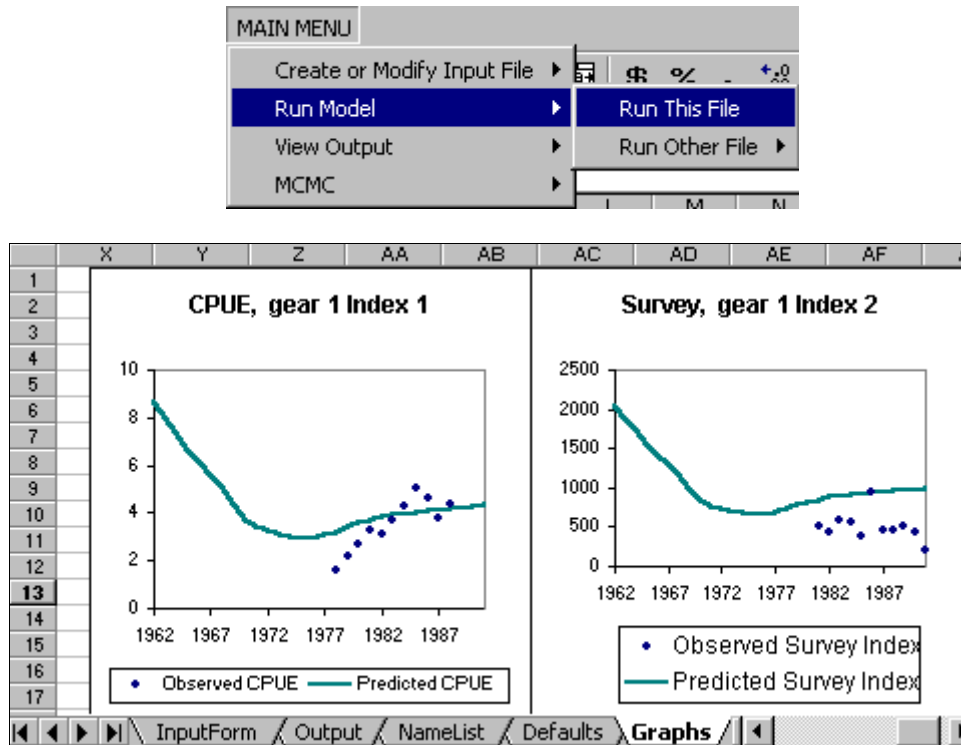 MAIN MENU
Create or Modify Input File
$ % ,
Run Model
Run This File
View Output
Run Other File
MCMC
L M N
X Y Z AA AB AC AD AE AF
1
2
3
4
5
6
7
8
9
10
11
12
13
14
15
16
17
CPUE, gear 1 Index 1
10
8
6
4
2
0
1962 1967 1972 1977 1982 1987
Observed CPUE Predicted CPUE
Survey, gear 1 Index 2
2500
2000
1500
1000
500
0
1962 1967 1972 1977 1982 1987
Observed Survey Index
Predicted Survey Index
InputForm Output NameList Defaults Graphs